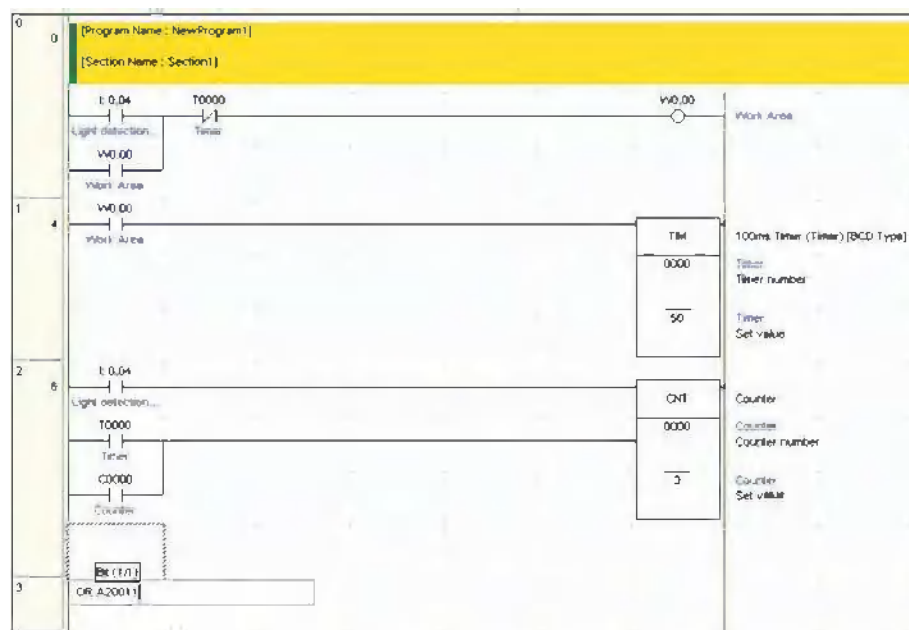 0
0
[Program Name : NewProgram1]
[Section Name : Section1]
I: 0.04 T0000 W0.00
Light detection... Timer Work Area
W0.00
Work Area
1
4
W0.00
Work Area
TIM 100ms Timer (Timer) [BCD Type]
0000 Timer
Timer number
50 Timer
Set value
2
6
I: 0.04
Light detection...
CNT Counter
T0000 0000 Counter
Timer Counter number
C0000 3 Counter
Counter Set value
Bit (1/1)
3
OR A20011